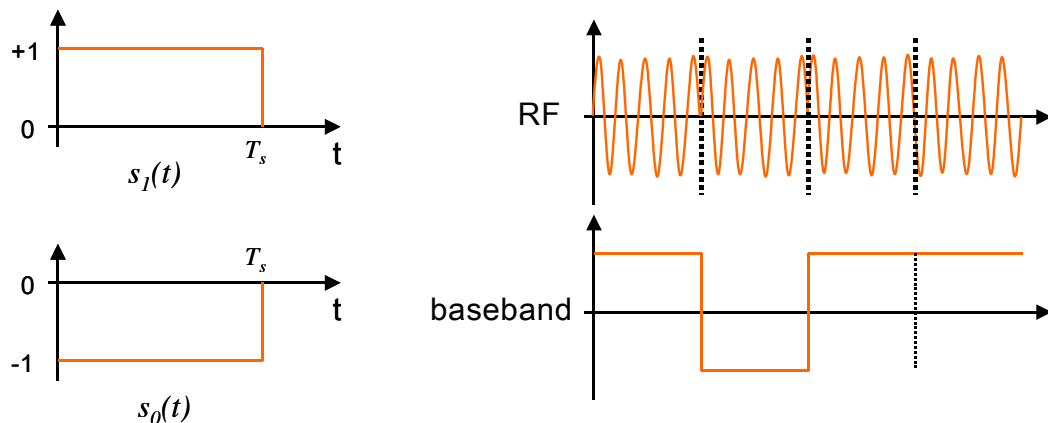 +1
0
T_s
t
s_1(t)
T_s
0
t
-1
s_0(t)
RF
baseband